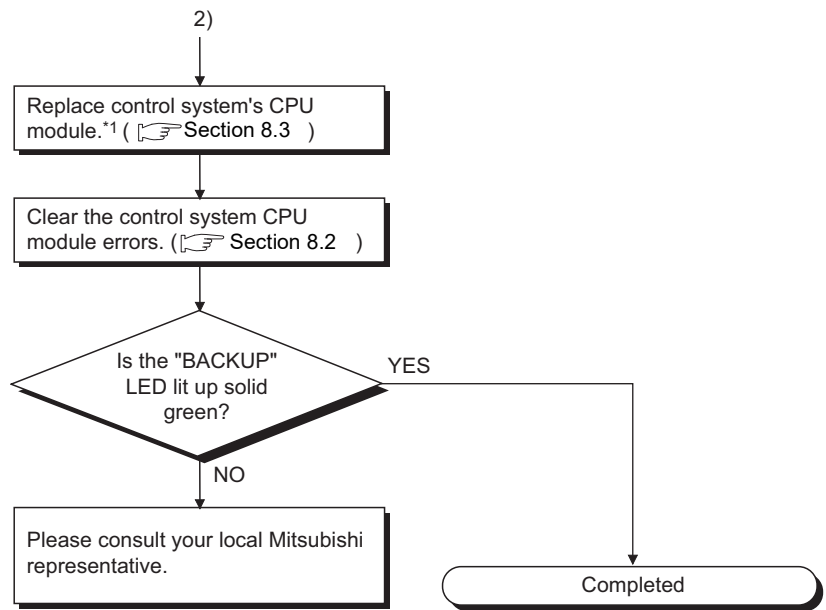 2)
Replace control system's CPU
module.*1 ( Section 8.3 )
Clear the control system CPU
module errors. ( Section 8.2 )
Is the "BACKUP"
LED lit up solid
green?
YES
NO
Please consult your local Mitsubishi
representative.
Completed